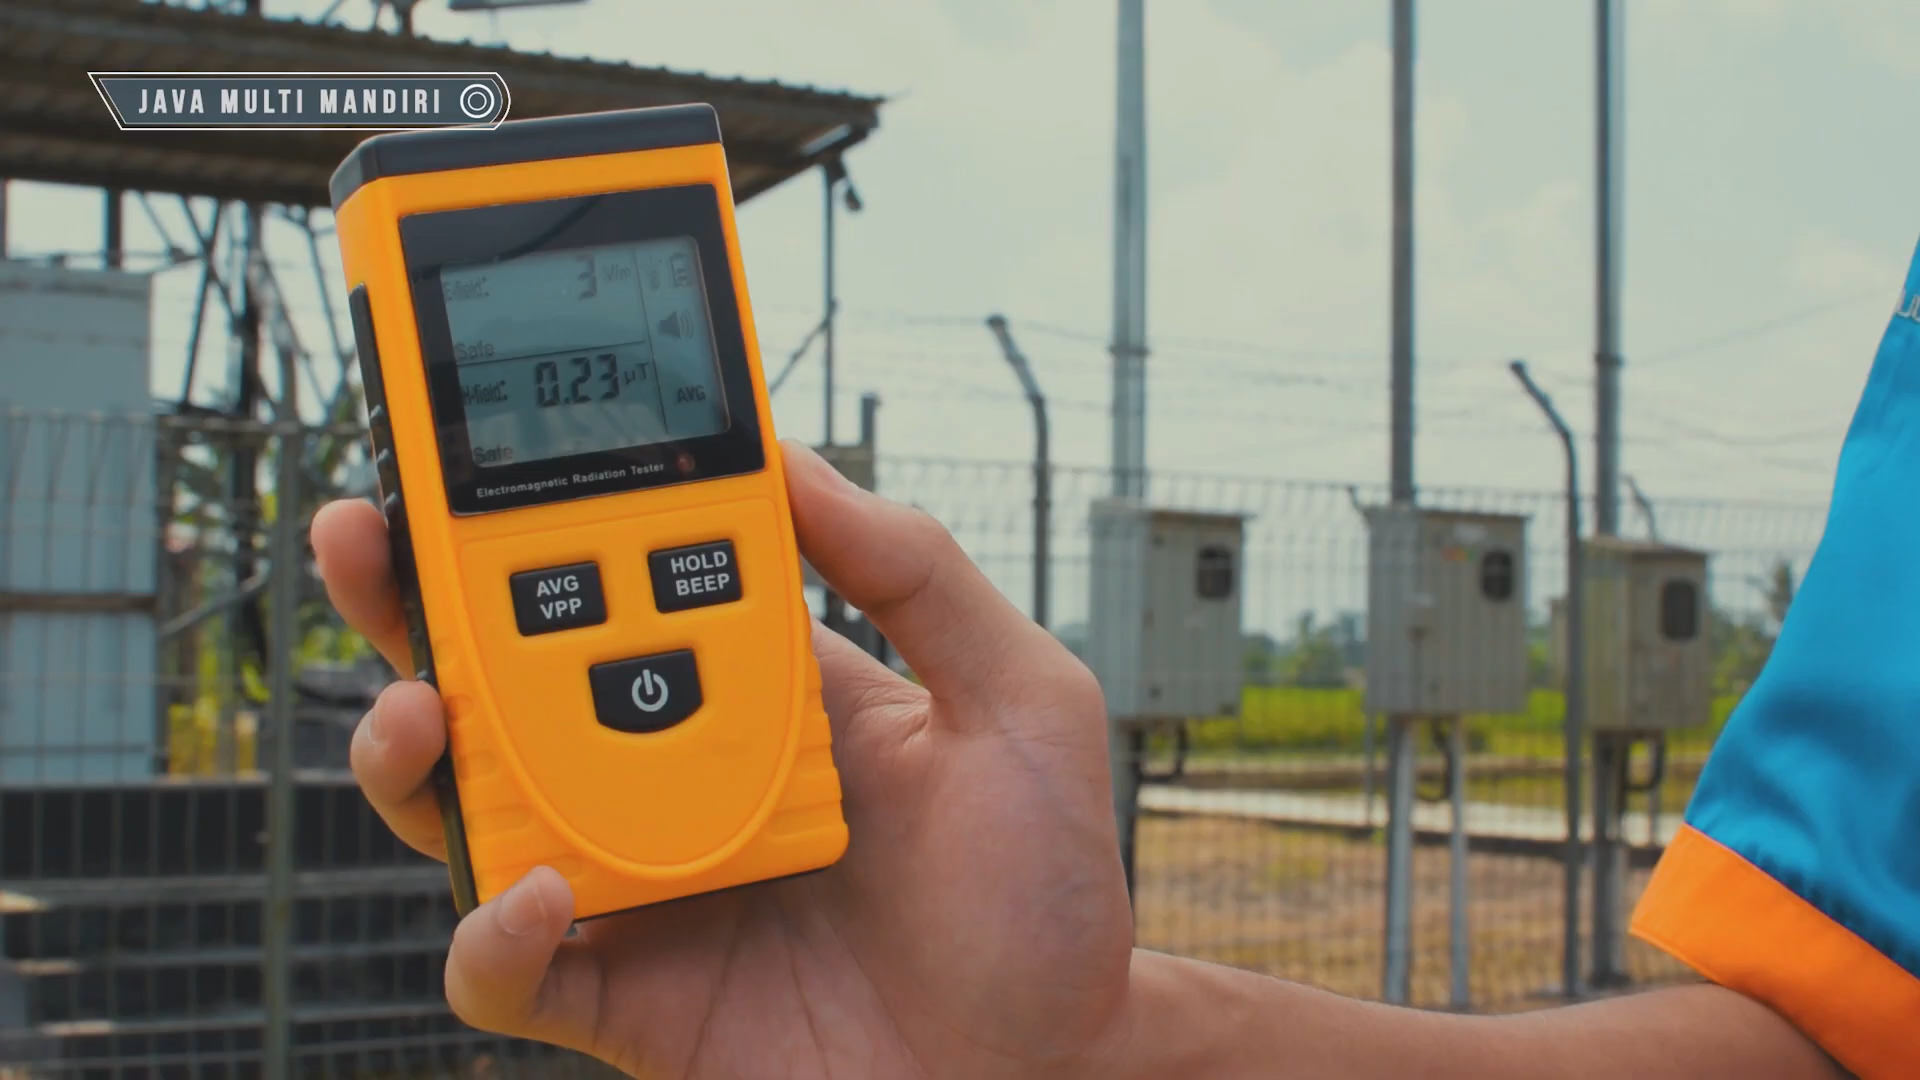 JAVA MULTI MANDIRI
E-field: 3 V/m
Safe
H-field: 0.23 µT
AVG
Safe
Electromagnetic Radiation Tester
AVG VPP
HOLD BEEP